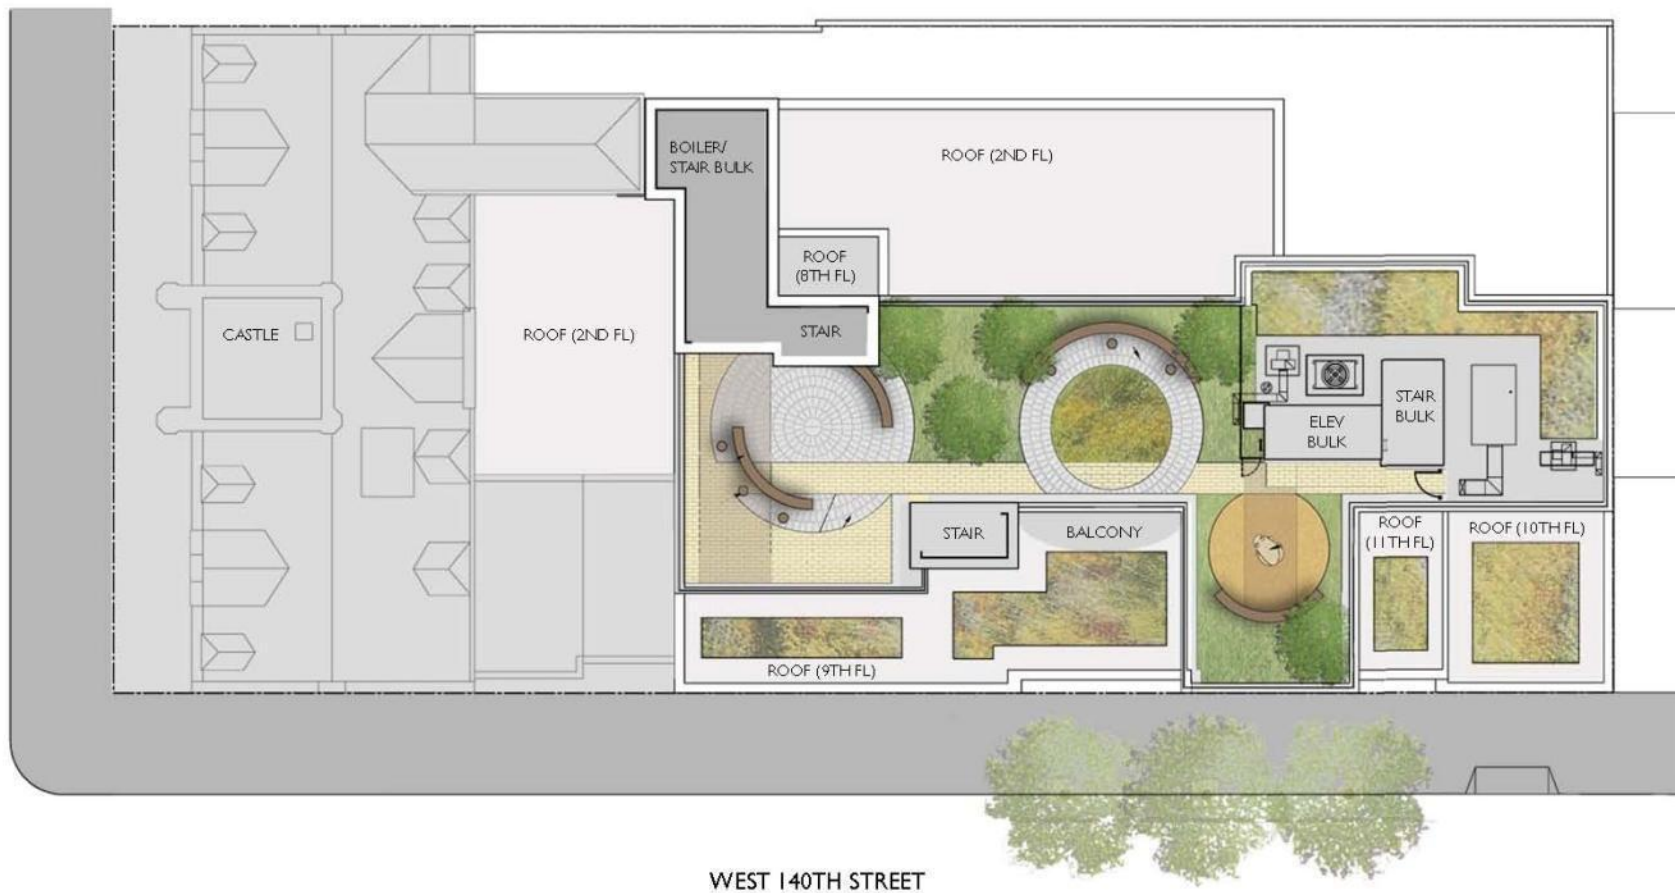 BOILER/
STAIR BULK
ROOF (2ND FL)
ROOF
(8TH FL)
CASTLE
ROOF (2ND FL)
STAIR
STAIR
BULK
ELEV
BULK
STAIR
BALCONY
ROOF
(11TH FL)
ROOF (10TH FL)
ROOF (9TH FL)
WEST 140TH STREET